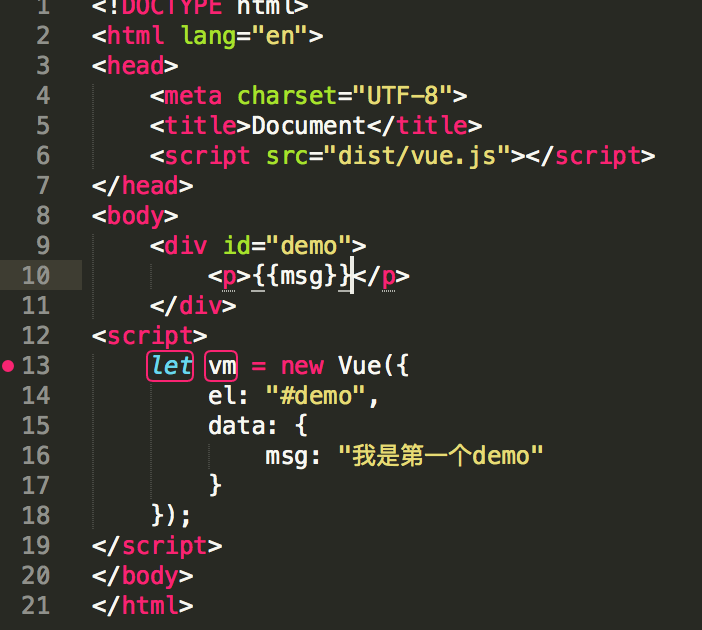 1 <!DOCTYPE html>
2 <html lang="en">
3 <head>
4     <meta charset="UTF-8">
5     <title>Document</title>
6     <script src="dist/vue.js"></script>
7 </head>
8 <body>
9     <div id="demo">
10         <p>{{msg}}</p>
11     </div>
12 <script>
13     let vm = new Vue({
14         el: "#demo",
15         data: {
16             msg: "我是第一个demo"
17         }
18     });
19 </script>
20 </body>
21 </html>